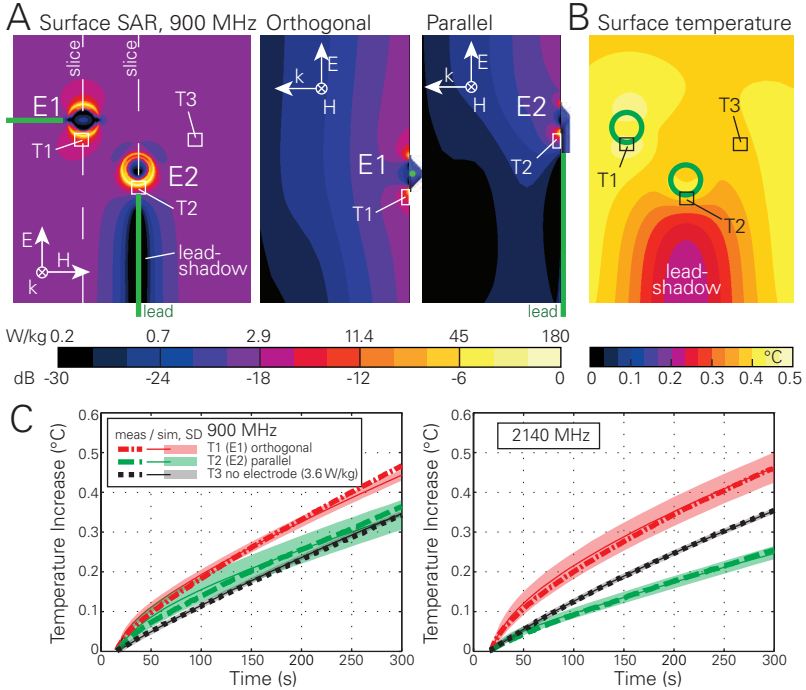 A Surface SAR, 900 MHz Orthogonal Parallel
slice slice
E1
T1
T3
E2
T2
E
H
k
lead-
shadow
lead
E
k
H
E1
T1
E
k
H
E2
T2
lead
W/kg 0.2 0.7 2.9 11.4 45 180
dB -30 -24 -18 -12 -6 0
B Surface temperature
T3
T1
T2
lead-
shadow
°C
0 0.1 0.2 0.3 0.4 0.5
C
Temperature Increase (°C)
0.6
0.5
0.4
0.3
0.2
0.1
0
meas / sim, SD 900 MHz
T1 (E1) orthogonal
T2 (E2) parallel
T3 no electrode (3.6 W/kg)
0 50 100 150 200 250 300
Time (s)
2140 MHz
Temperature Increase (°C)
0.6
0.5
0.4
0.3
0.2
0.1
0
0 50 100 150 200 250 300
Time (s)